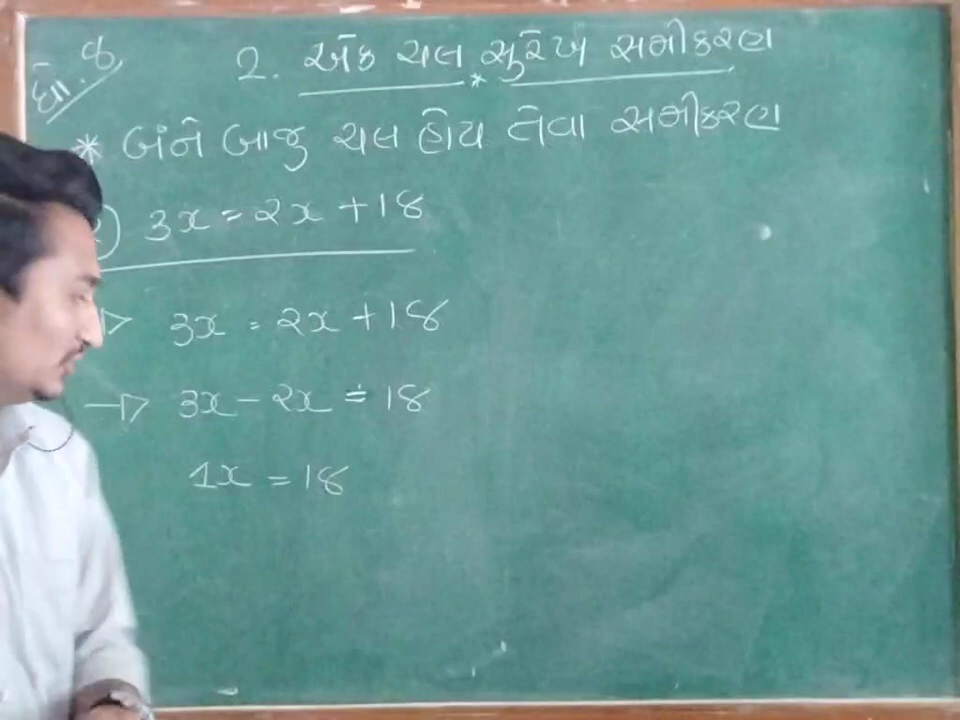 ધો. 8
2. એક ચલ સુરેખ સમીકરણ
* બંને બાજુ ચલ હોય તેવા સમીકરણ
3x = 2x + 18
3x = 2x + 18
3x - 2x = 18
1x = 18